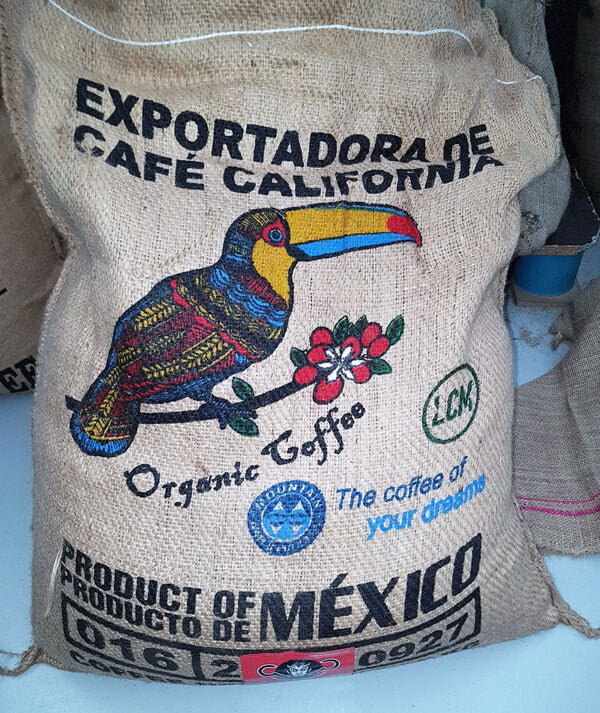 EXPORTADORA DE
CAFÉ CALIFORNIA
Organic Coffee
L.C.M.
MOUNTAIN
The coffee of
your dreams
PRODUCT OF
PRODUCTO DE
MÉXICO
016 2 0927